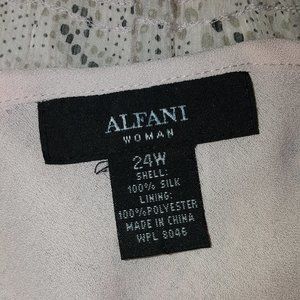 ALFANI
WOMAN
24W
SHELL:
100% SILK
LINING:
100%POLYESTER
MADE IN CHINA
WPL 8046